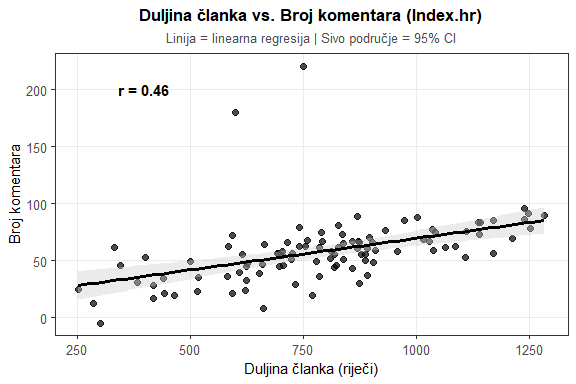 Duljina članka vs. Broj komentara (Index.hr)
Linija = linearna regresija | Sivo područje = 95% CI
r = 0.46
Broj komentara
200
150
100
50
0
250
500
750
1000
1250
Duljina članka (riječi)